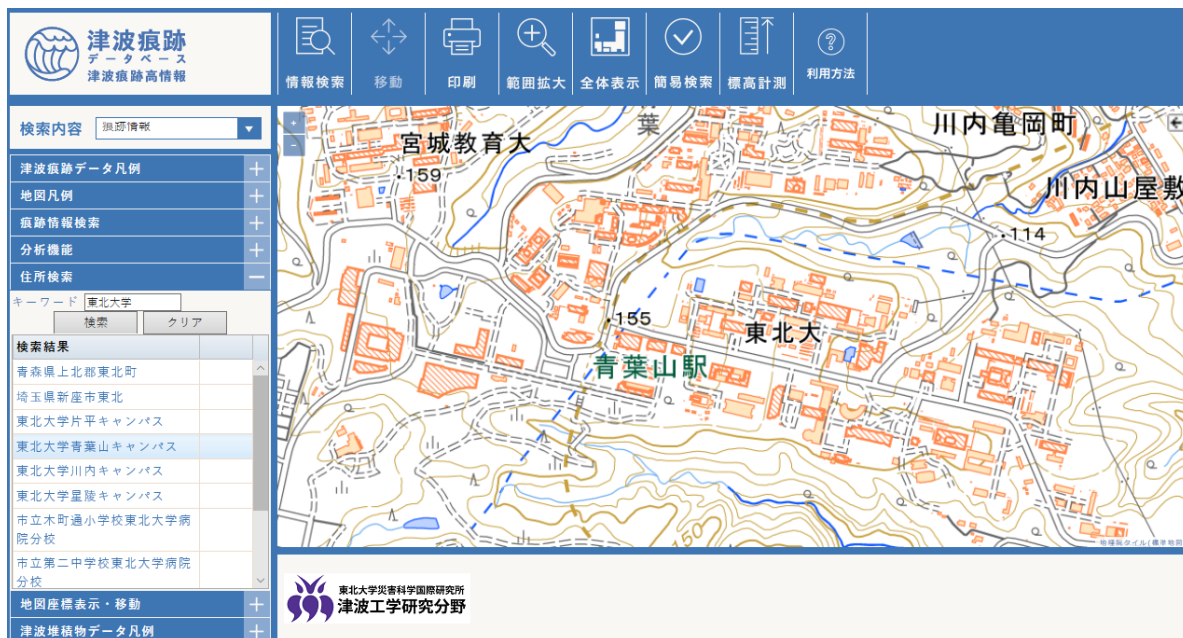 津波痕跡
データベース
津波痕跡高情報
情報検索
移動
印刷
範囲拡大
全体表示
簡易検索
標高計測
利用方法
検索内容
痕跡情報
津波痕跡データ凡例
地図凡例
痕跡情報検索
分析機能
住所検索
キーワード
東北大学
検索
クリア
検索結果
青森県上北郡東北町
埼玉県新座市東北
東北大学片平キャンパス
東北大学青葉山キャンパス
東北大学川内キャンパス
東北大学星陵キャンパス
市立木町通小学校東北大学病
院分校
市立第二中学校東北大学病院
分校
地図座標表示・移動
津波堆積物データ凡例
葉
宮城教育大
川内亀岡町
川内山屋敷
159
114
155
東北大
青葉山駅
150
地理院タイル(標準地図
東北大学災害科学国際研究所
津波工学研究分野